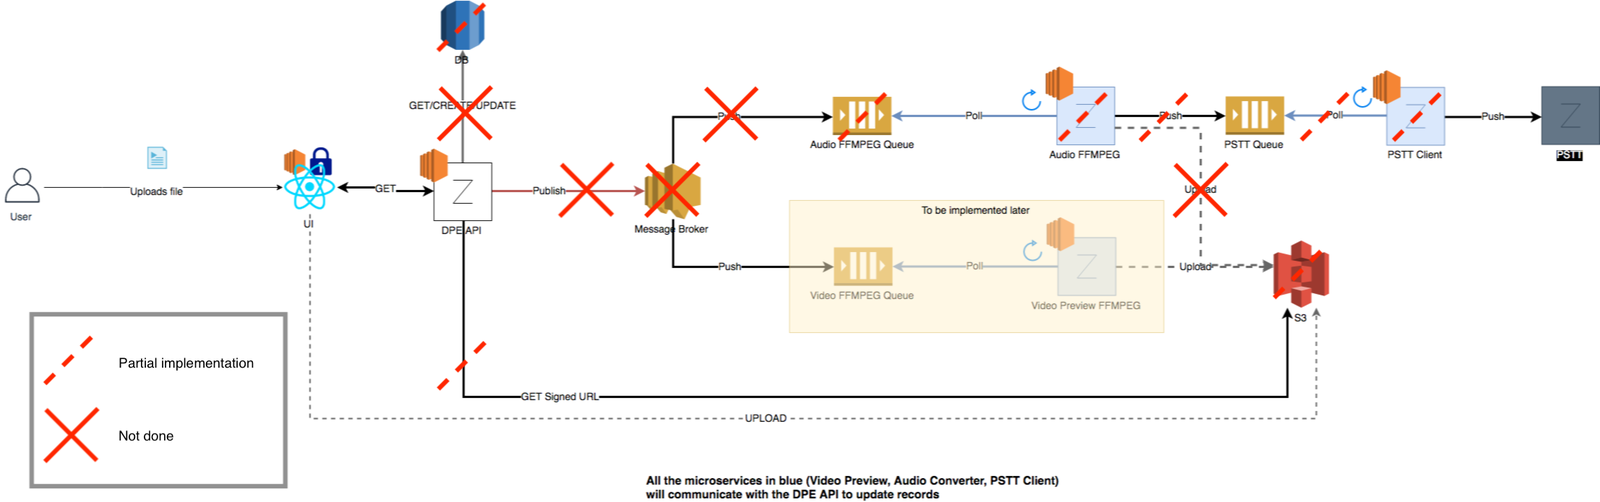 DB
GET/CREATE/UPDATE
Push
Audio FFMPEG Queue
Poll
Audio FFMPEG
Push
PSTT Queue
Poll
PSTT Client
Push
PSTT
User
Uploads file
UI
GET
DPE API
Publish
Message Broker
Upload
To be implemented later
Push
Video FFMPEG Queue
Poll
Video Preview FFMPEG
Upload
S3
Partial implementation
Not done
GET Signed URL
UPLOAD
All the microservices in blue (Video Preview, Audio Converter, PSTT Client)
will communicate with the DPE API to update records